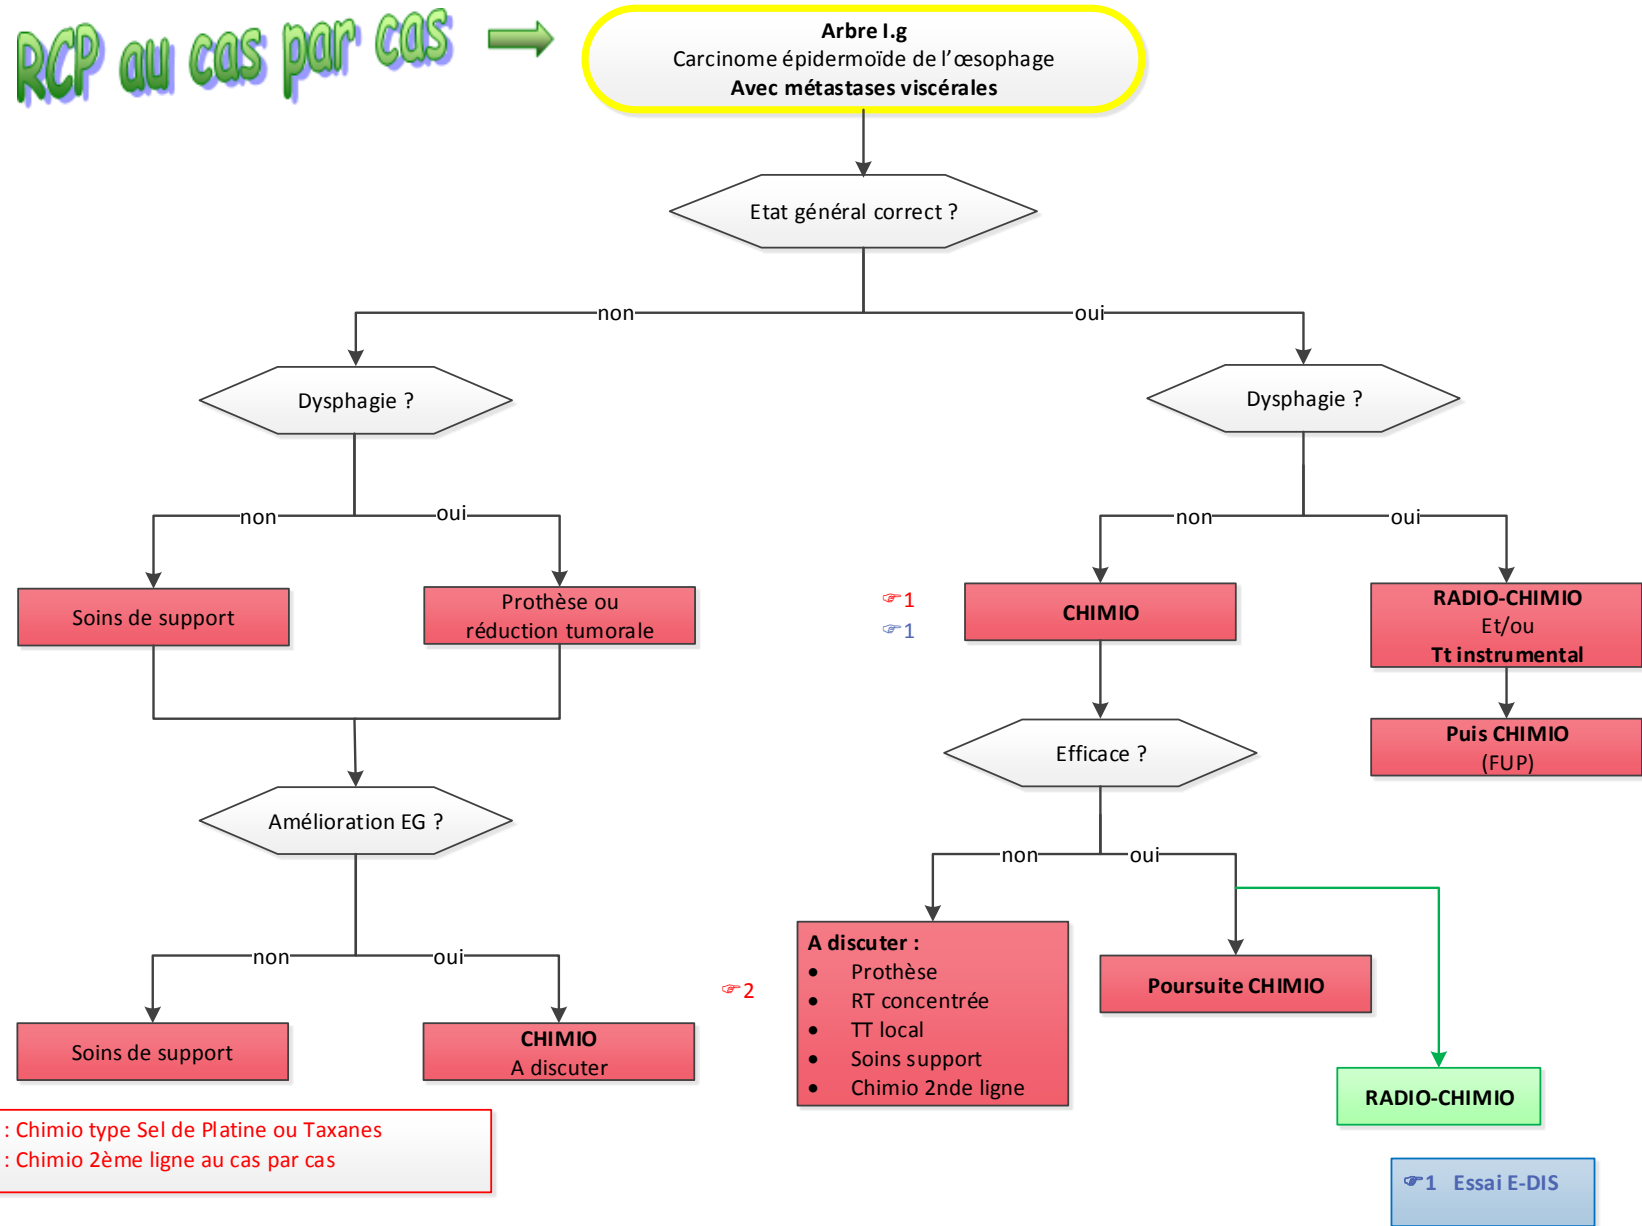 RCP au cas par cas
Arbre I.g
Carcinome épidermoïde de l’œsophage
Avec métastases viscérales
Etat général correct ?
non
oui
Dysphagie ?
Dysphagie ?
non
oui
non
oui
Soins de support
Prothèse ou
réduction tumorale
☞1
☞1
CHIMIO
RADIO-CHIMIO
Et/ou
Tt instrumental
Puis CHIMIO
(FUP)
Efficace ?
Amélioration EG ?
non
oui
non
oui
A discuter :
• Prothèse
• RT concentrée
• TT local
• Soins support
• Chimio 2nde ligne
☞2
Poursuite CHIMIO
Soins de support
CHIMIO
A discuter
RADIO-CHIMIO
: Chimio type Sel de Platine ou Taxanes
: Chimio 2ème ligne au cas par cas
☞1 Essai E-DIS